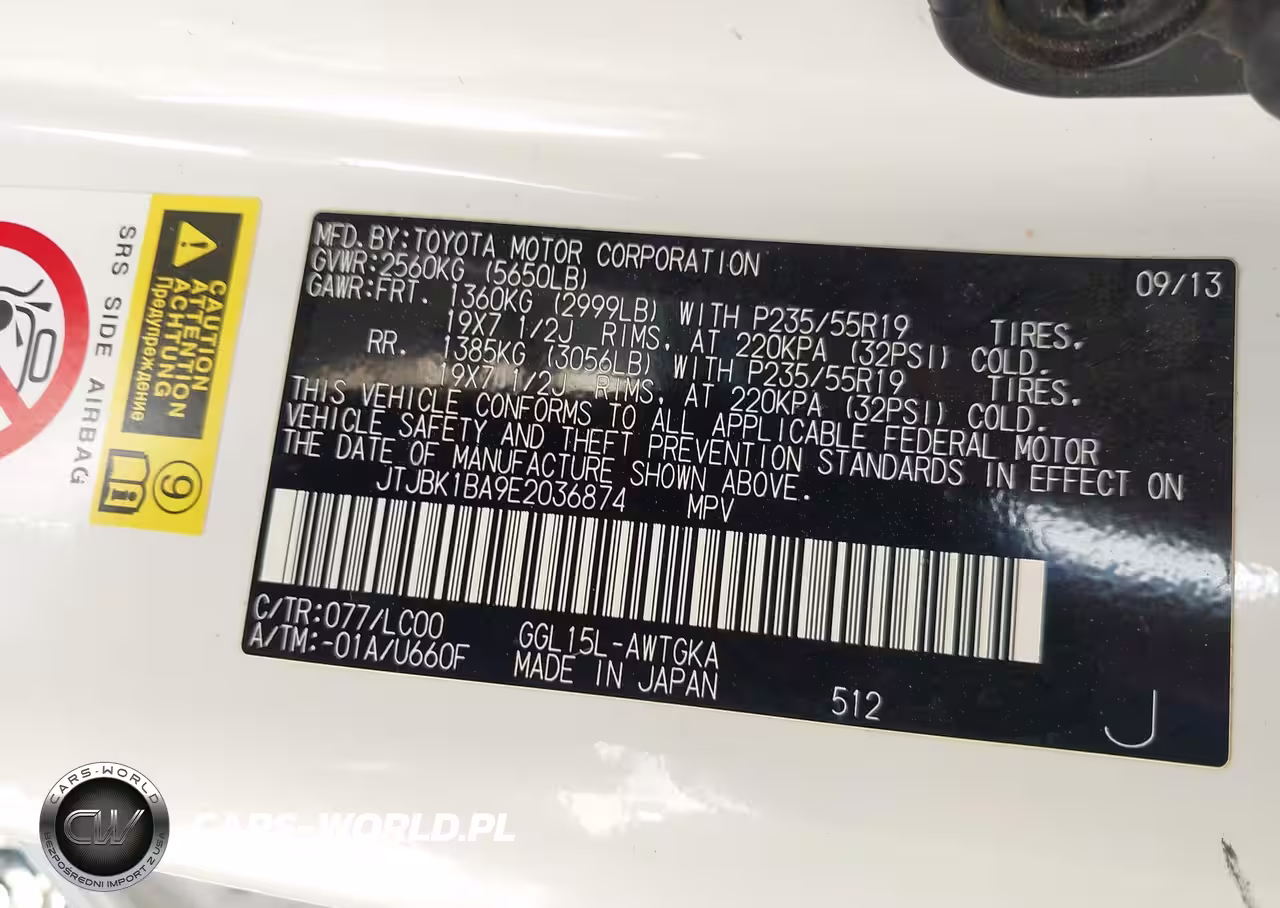 MFD. BY: TOYOTA MOTOR CORPORATION 09/13
GVWR: 2560KG (5650LB)
GAWR: FRT. 1360KG (2999LB) WITH P235/55R19 TIRES,
19X7 1/2J RIMS, AT 220KPA (32PSI) COLD.
RR. 1385KG (3056LB) WITH P235/55R19 TIRES,
19X7 1/2J RIMS, AT 220KPA (32PSI) COLD.
THIS VEHICLE CONFORMS TO ALL APPLICABLE FEDERAL MOTOR
VEHICLE SAFETY AND THEFT PREVENTION STANDARDS IN EFFECT ON
THE DATE OF MANUFACTURE SHOWN ABOVE.
JTJBK1BA9E2036874 MPV
C/TR: 077/LC00 GGL15L-AWTGKA
A/TM: -01A/U660F MADE IN JAPAN
512
J
CAUTION
ATTENTION
ACHTUNG
Предупреждение
9
SRS SIDE AIRBAG
CARS-WORLD
CW
BEZPOŚREDNI IMPORT Z USA
CARS-WORLD.PL